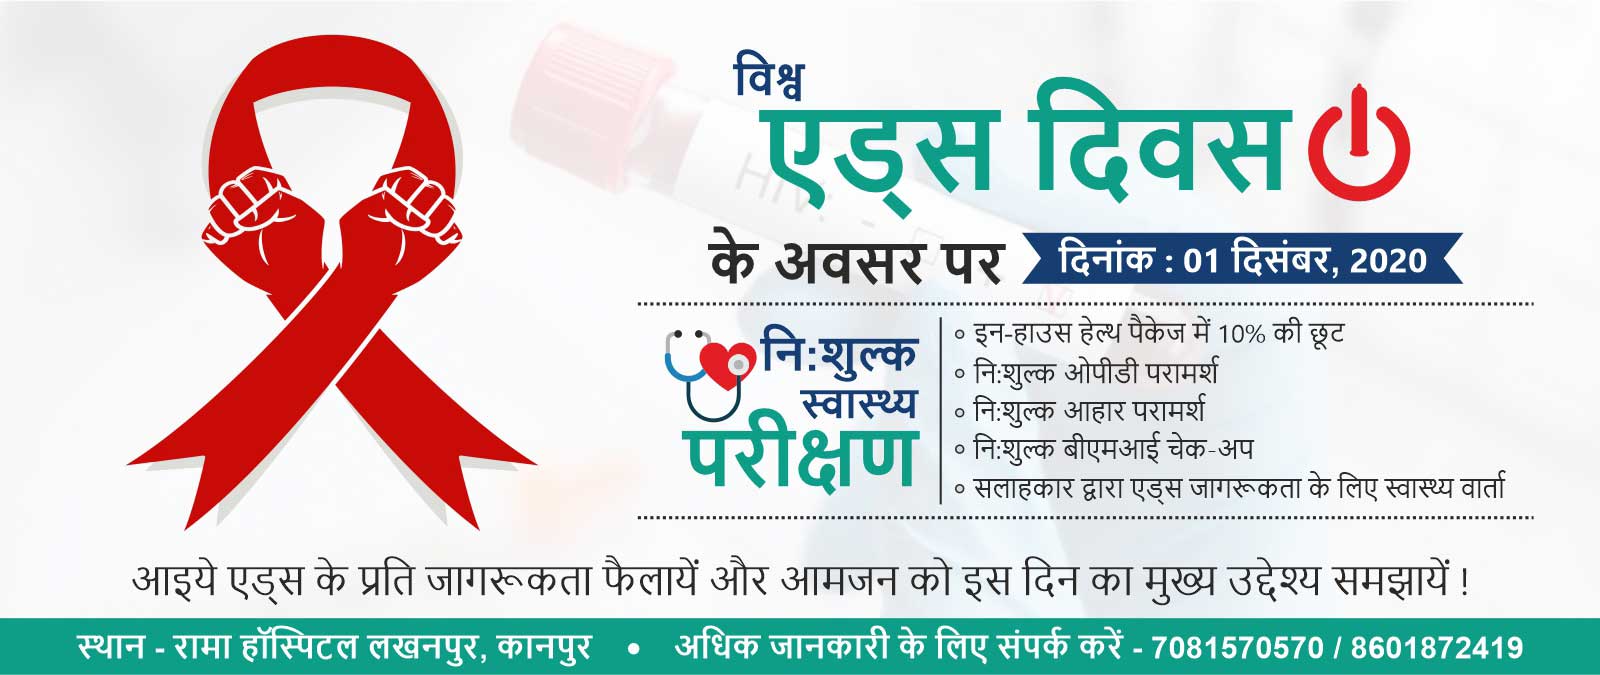 विश्व
एड्स दिवस
के अवसर पर
दिनांक : 01 दिसंबर, 2020
नि:शुल्क
स्वास्थ्य
परीक्षण
॰ इन-हाउस हेल्थ पैकेज में 10% की छूट
॰ नि:शुल्क ओपीडी परामर्श
॰ नि:शुल्क आहार परामर्श
॰ नि:शुल्क बीएमआई चेक-अप
॰ सलाहकार द्वारा एड्स जागरूकता के लिए स्वास्थ्य वार्ता
आइये एड्स के प्रति जागरूकता फैलायें और आमजन को इस दिन का मुख्य उद्देश्य समझायें !
स्थान - रामा हॉस्पिटल लखनपुर, कानपुर • अधिक जानकारी के लिए संपर्क करें - 7081570570 / 8601872419
HIV: -